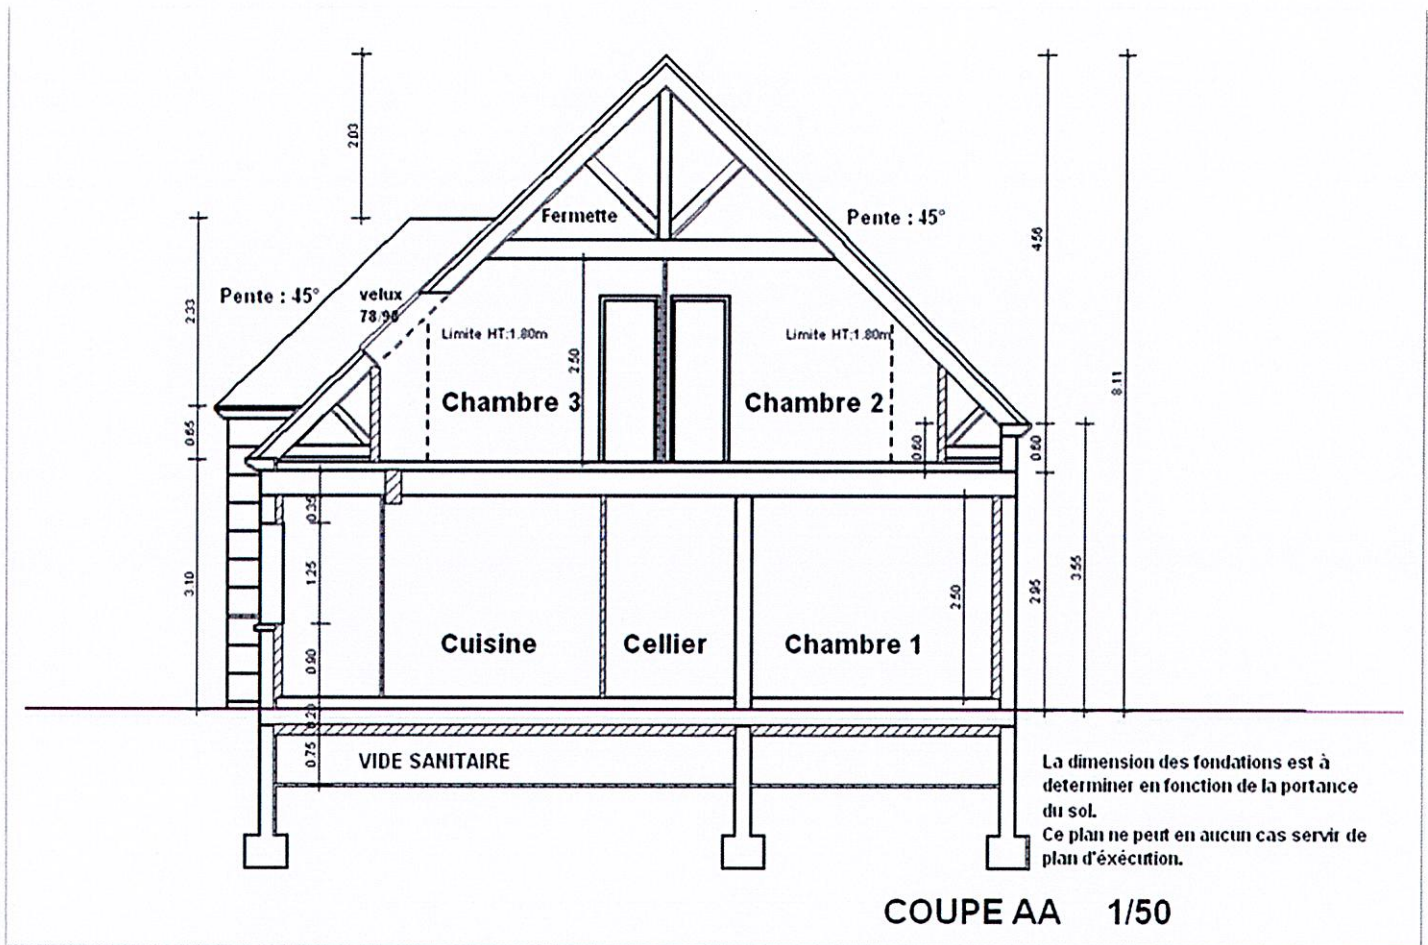 2.03
Fermette
Pente : 45°
4.56
Pente : 45°
velux
78/98
2.33
Limite HT:1.80m
Limite HT:1.80m
2.50
8.11
Chambre 3
Chambre 2
0.65
0.60
0.60
0.35
3.10
1.25
2.50
2.95
3.55
Cuisine
Cellier
Chambre 1
0.90
0.20
0.75
VIDE SANITAIRE
La dimension des fondations est à
determiner en fonction de la portance
du sol.
Ce plan ne peut en aucun cas servir de
plan d'éxécution.
COUPE AA 1/50